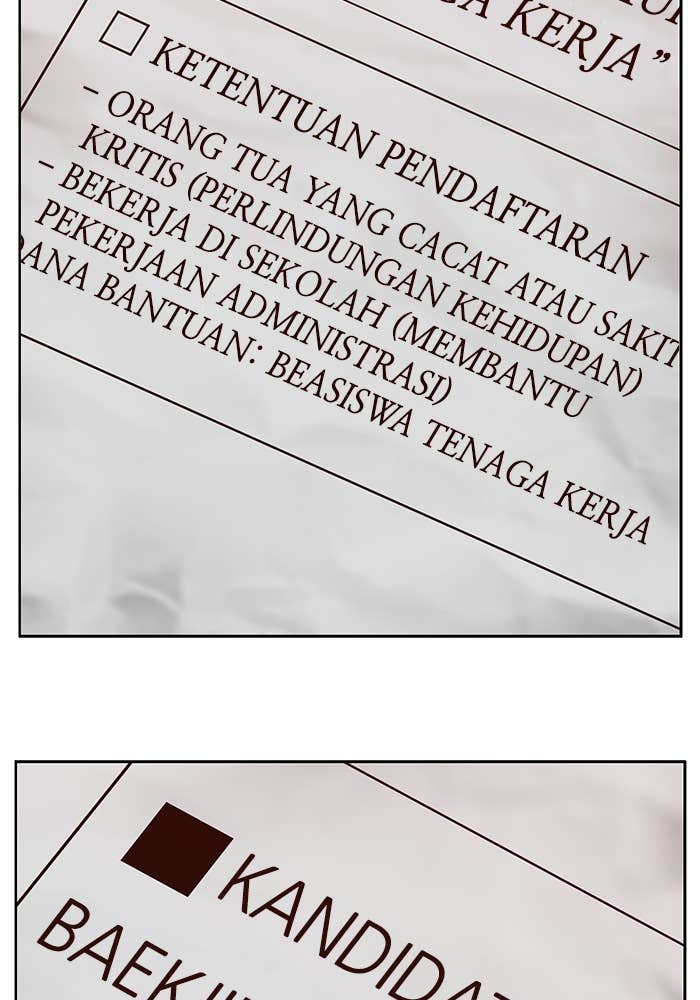 KERJA”
□ KETENTUAN PENDAFTARAN
- ORANG TUA YANG CACAT ATAU SAKIT
KRITIS (PERLINDUNGAN KEHIDUPAN)
- BEKERJA DI SEKOLAH (MEMBANTU
PEKERJAAN ADMINISTRASI)
DANA BANTUAN: BEASISWA TENAGA KERJA
■ KANDIDAT